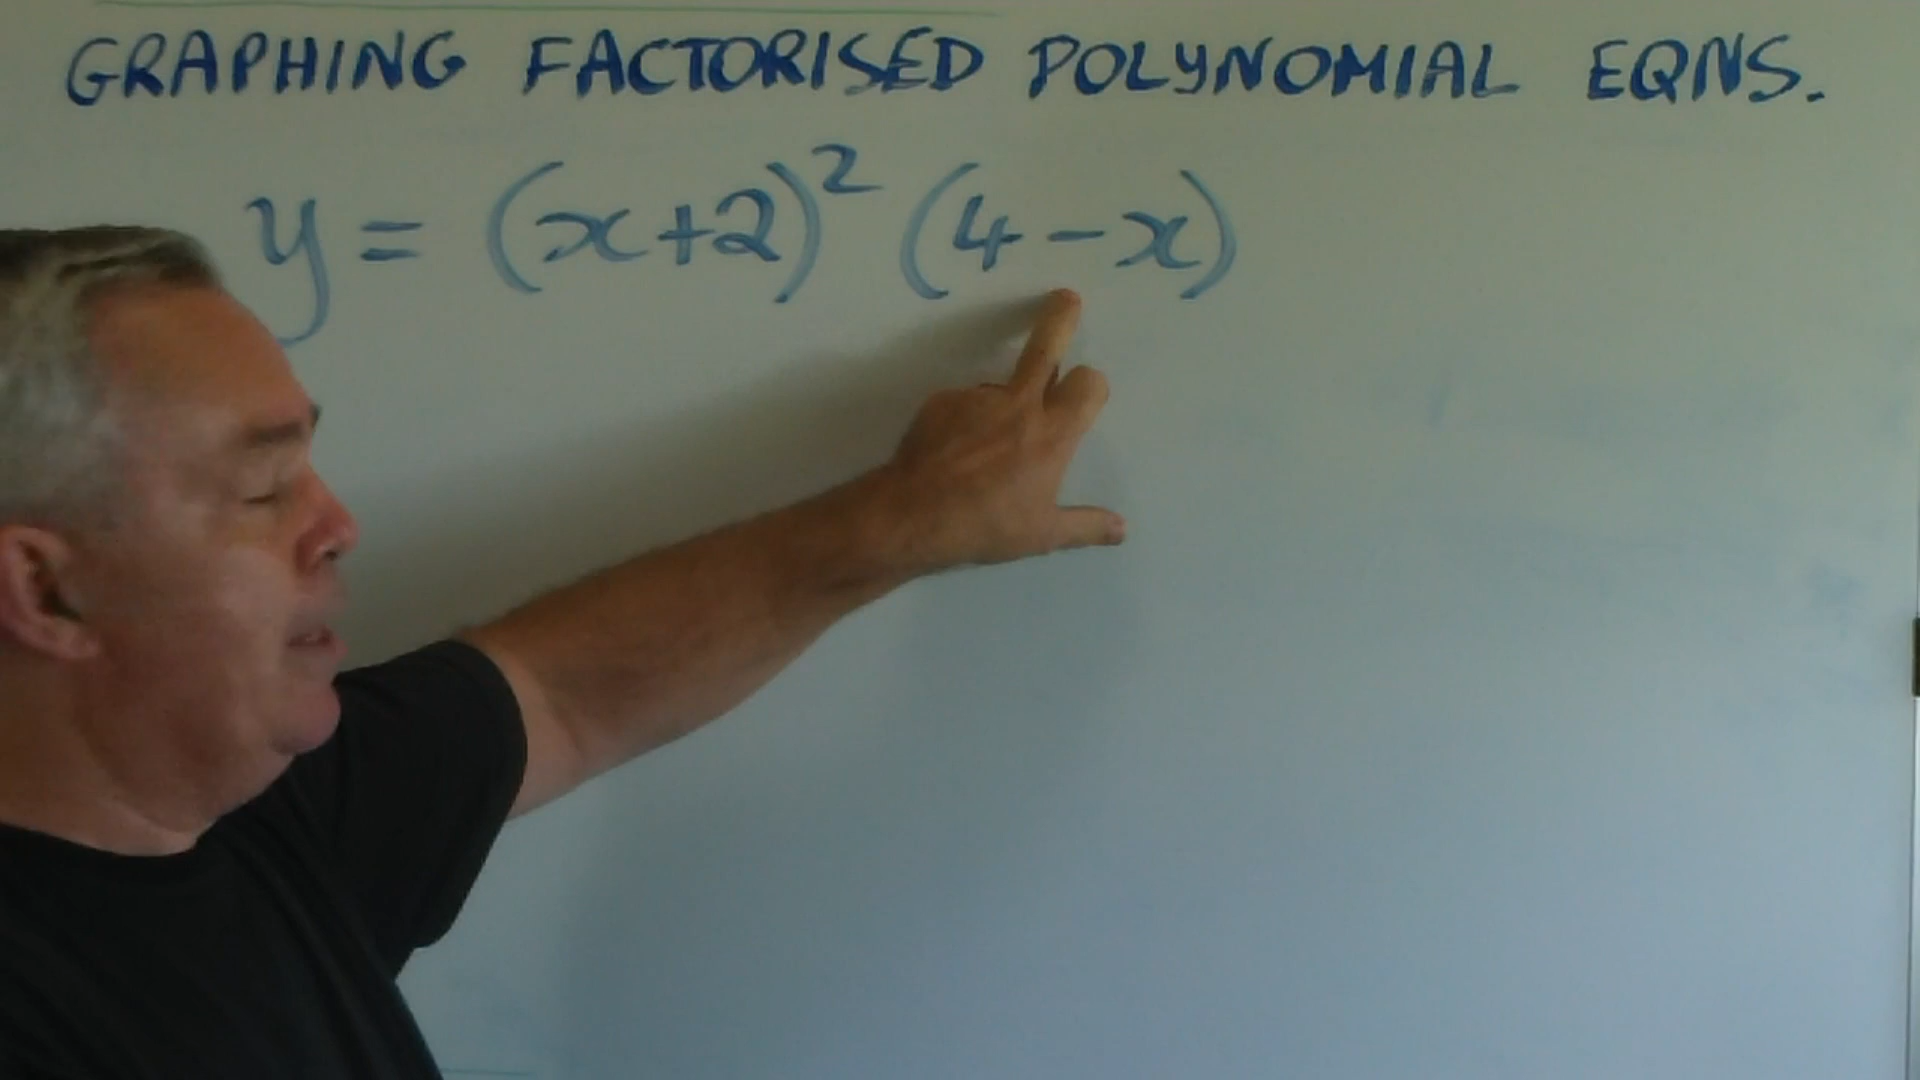 GRAPHING FACTORISED POLYNOMIAL EQNS.
y = (x+2)² (4-x)